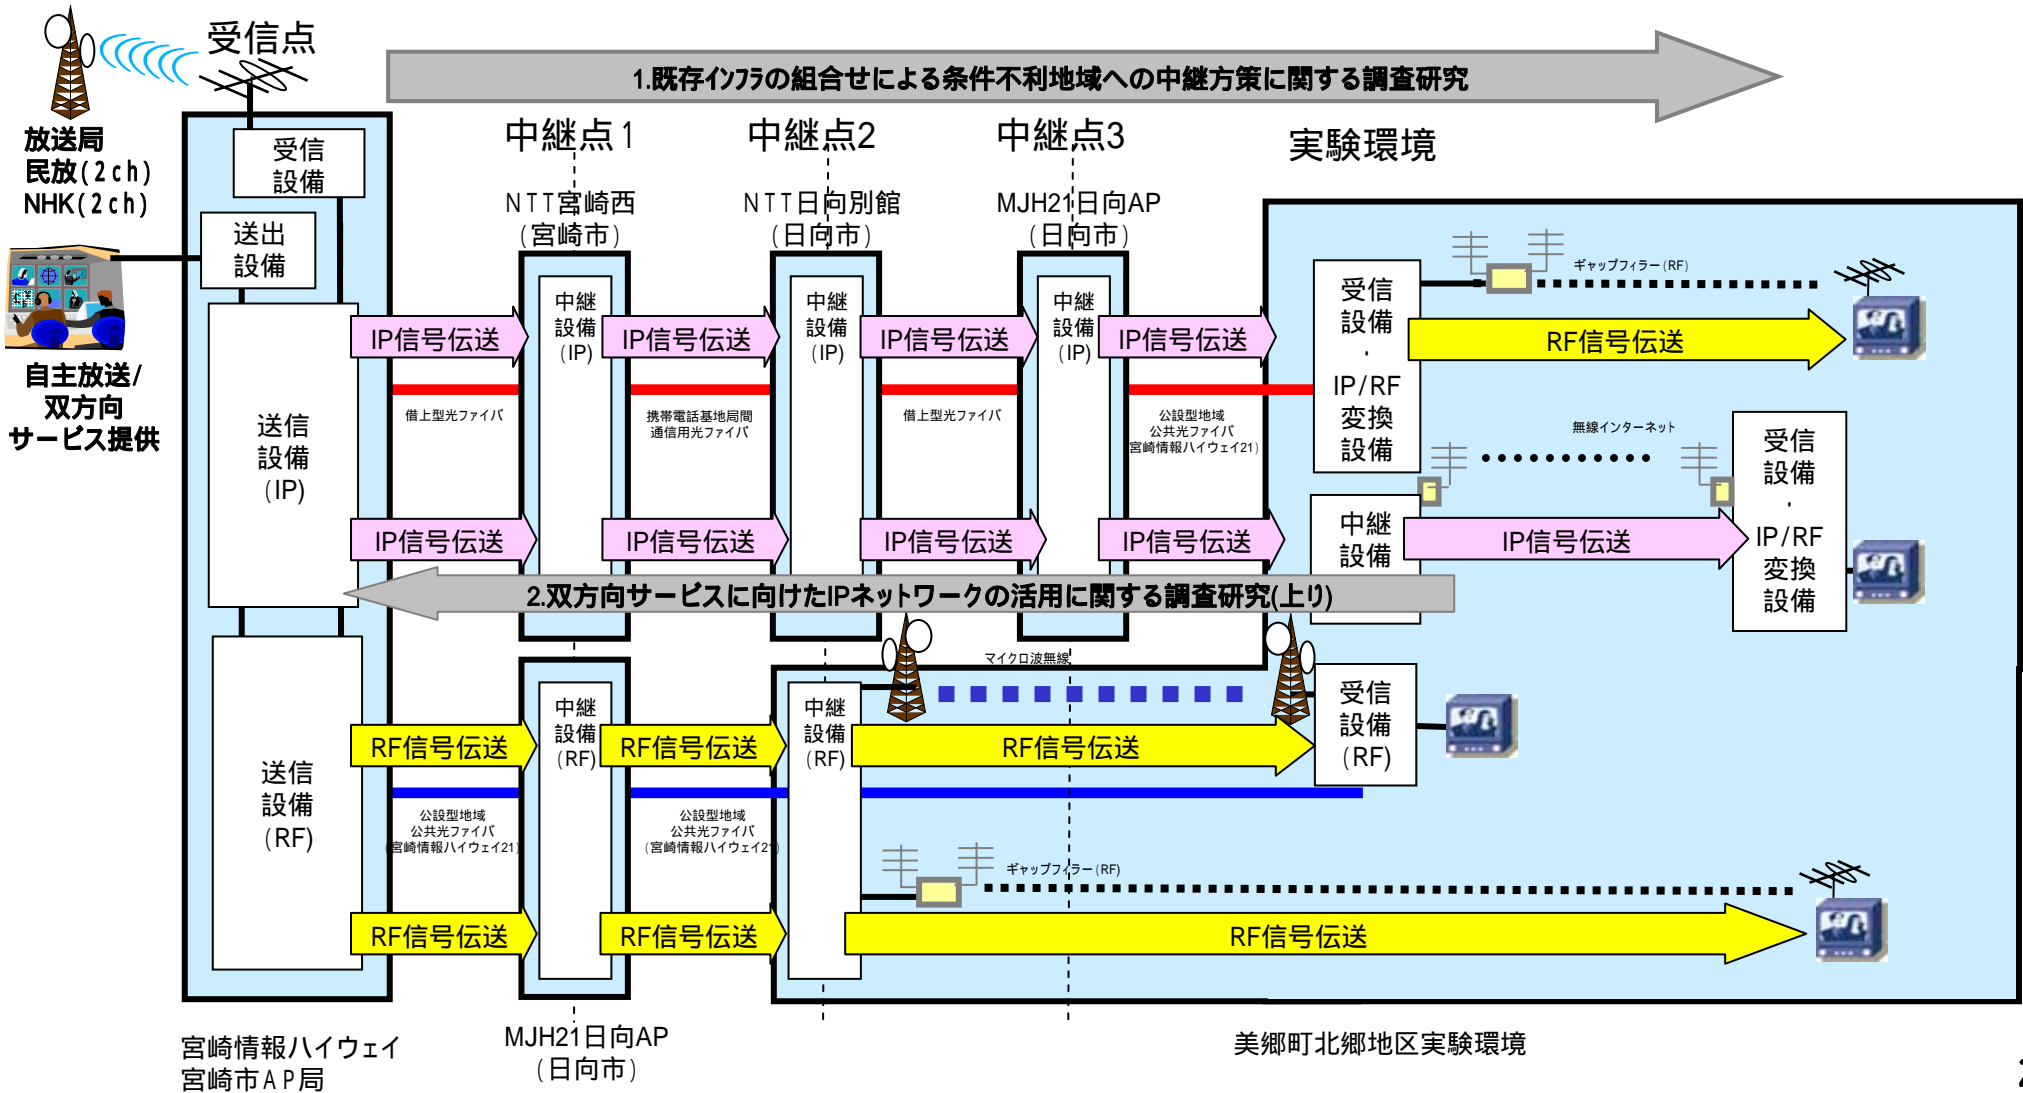 受信点
1.既存インフラの組合せによる条件不利地域への中継方策に関する調査研究
放送局
民放(2ch)
NHK(2ch)
受信
設備
送出
設備
自主放送/
双方向
サービス提供
中継点1
NTT宮崎西
(宮崎市)
中継点2
NTT日向別館
(日向市)
中継点3
MJH21日向AP
(日向市)
実験環境
送信
設備
(IP)
IP信号伝送
中継
設備
(IP)
IP信号伝送
中継
設備
(IP)
IP信号伝送
中継
設備
(IP)
IP信号伝送
受信
設備
・
IP/RF
変換
設備
ギャップフィラー(RF)
RF信号伝送
借上型光ファイバ
携帯電話基地局間
通信用光ファイバ
借上型光ファイバ
公設型地域
公共光ファイバ
宮崎情報ハイウェイ21)
無線インターネット
IP信号伝送
IP信号伝送
IP信号伝送
IP信号伝送
中継
設備
IP信号伝送
受信
設備
・
IP/RF
変換
設備
2.双方向サービスに向けたIPネットワークの活用に関する調査研究(上り)
送信
設備
(RF)
RF信号伝送
中継
設備
(RF)
RF信号伝送
中継
設備
(RF)
マイクロ波無線
RF信号伝送
受信
設備
(RF)
公設型地域
公共光ファイバ
(宮崎情報ハイウェイ21)
公設型地域
公共光ファイバ
(宮崎情報ハイウェイ21)
ギャップフィラー(RF)
RF信号伝送
RF信号伝送
RF信号伝送
宮崎情報ハイウェイ
宮崎市AP局
MJH21日向AP
(日向市)
美郷町北郷地区実験環境